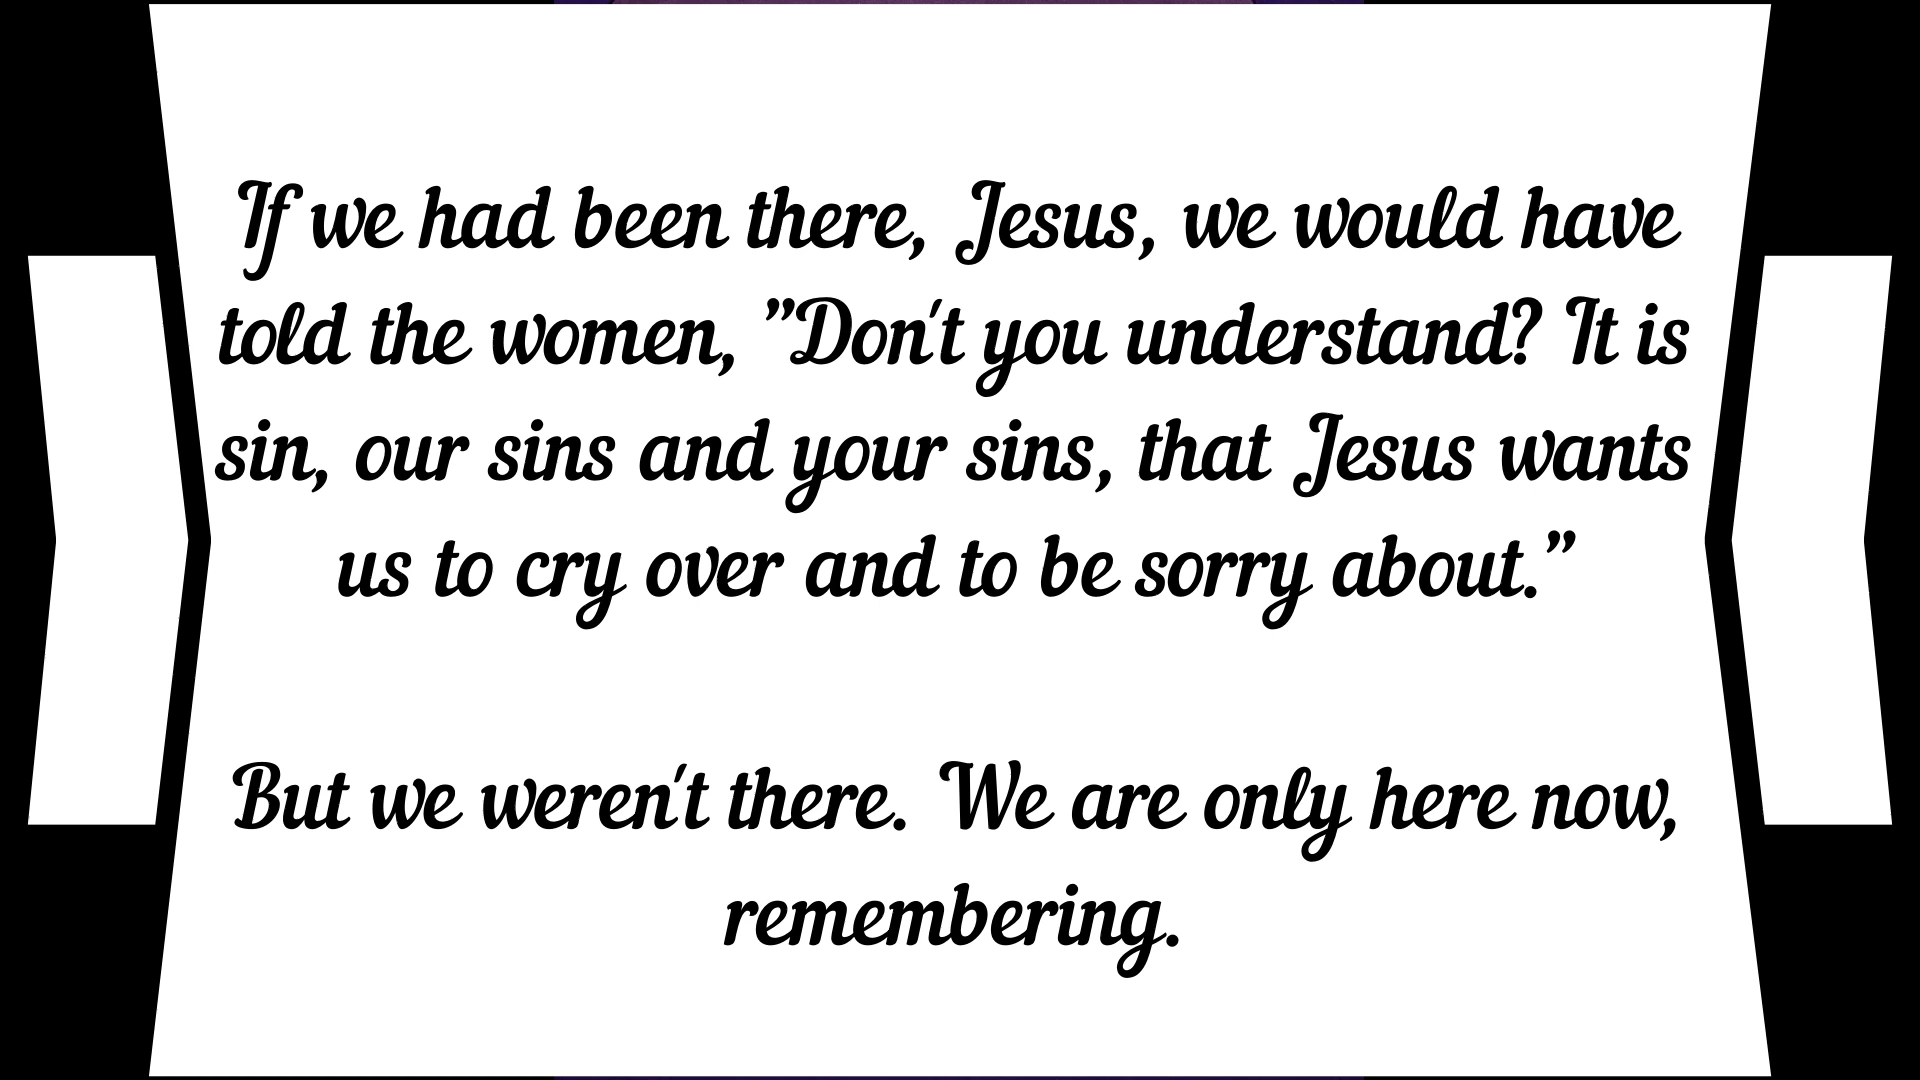 If we had been there, Jesus, we would have
told the women, ”Don't you understand? It is
sin, our sins and your sins, that Jesus wants
us to cry over and to be sorry about.”
But we weren't there. We are only here now,
remembering.